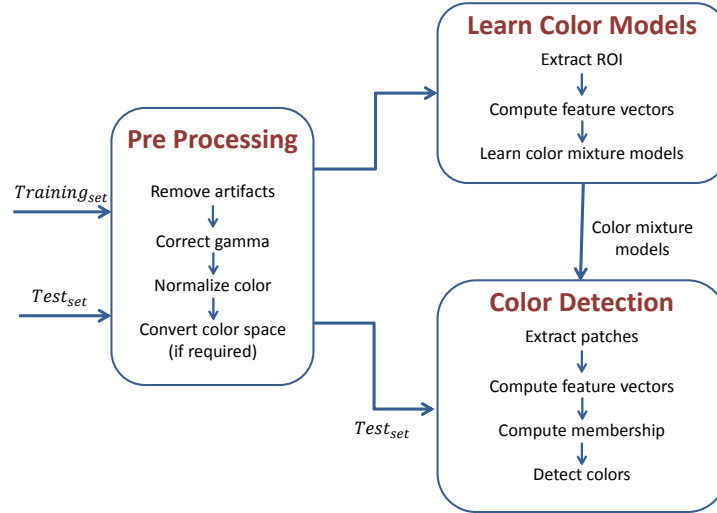 Learn Color Models
Extract ROI
Compute feature vectors
Learn color mixture models
Pre Processing
Remove artifacts
Correct gamma
Normalize color
Convert color space
(if required)
Training_set
Test_set
Color mixture
models
Color Detection
Extract patches
Compute feature vectors
Compute membership
Detect colors
Test_set